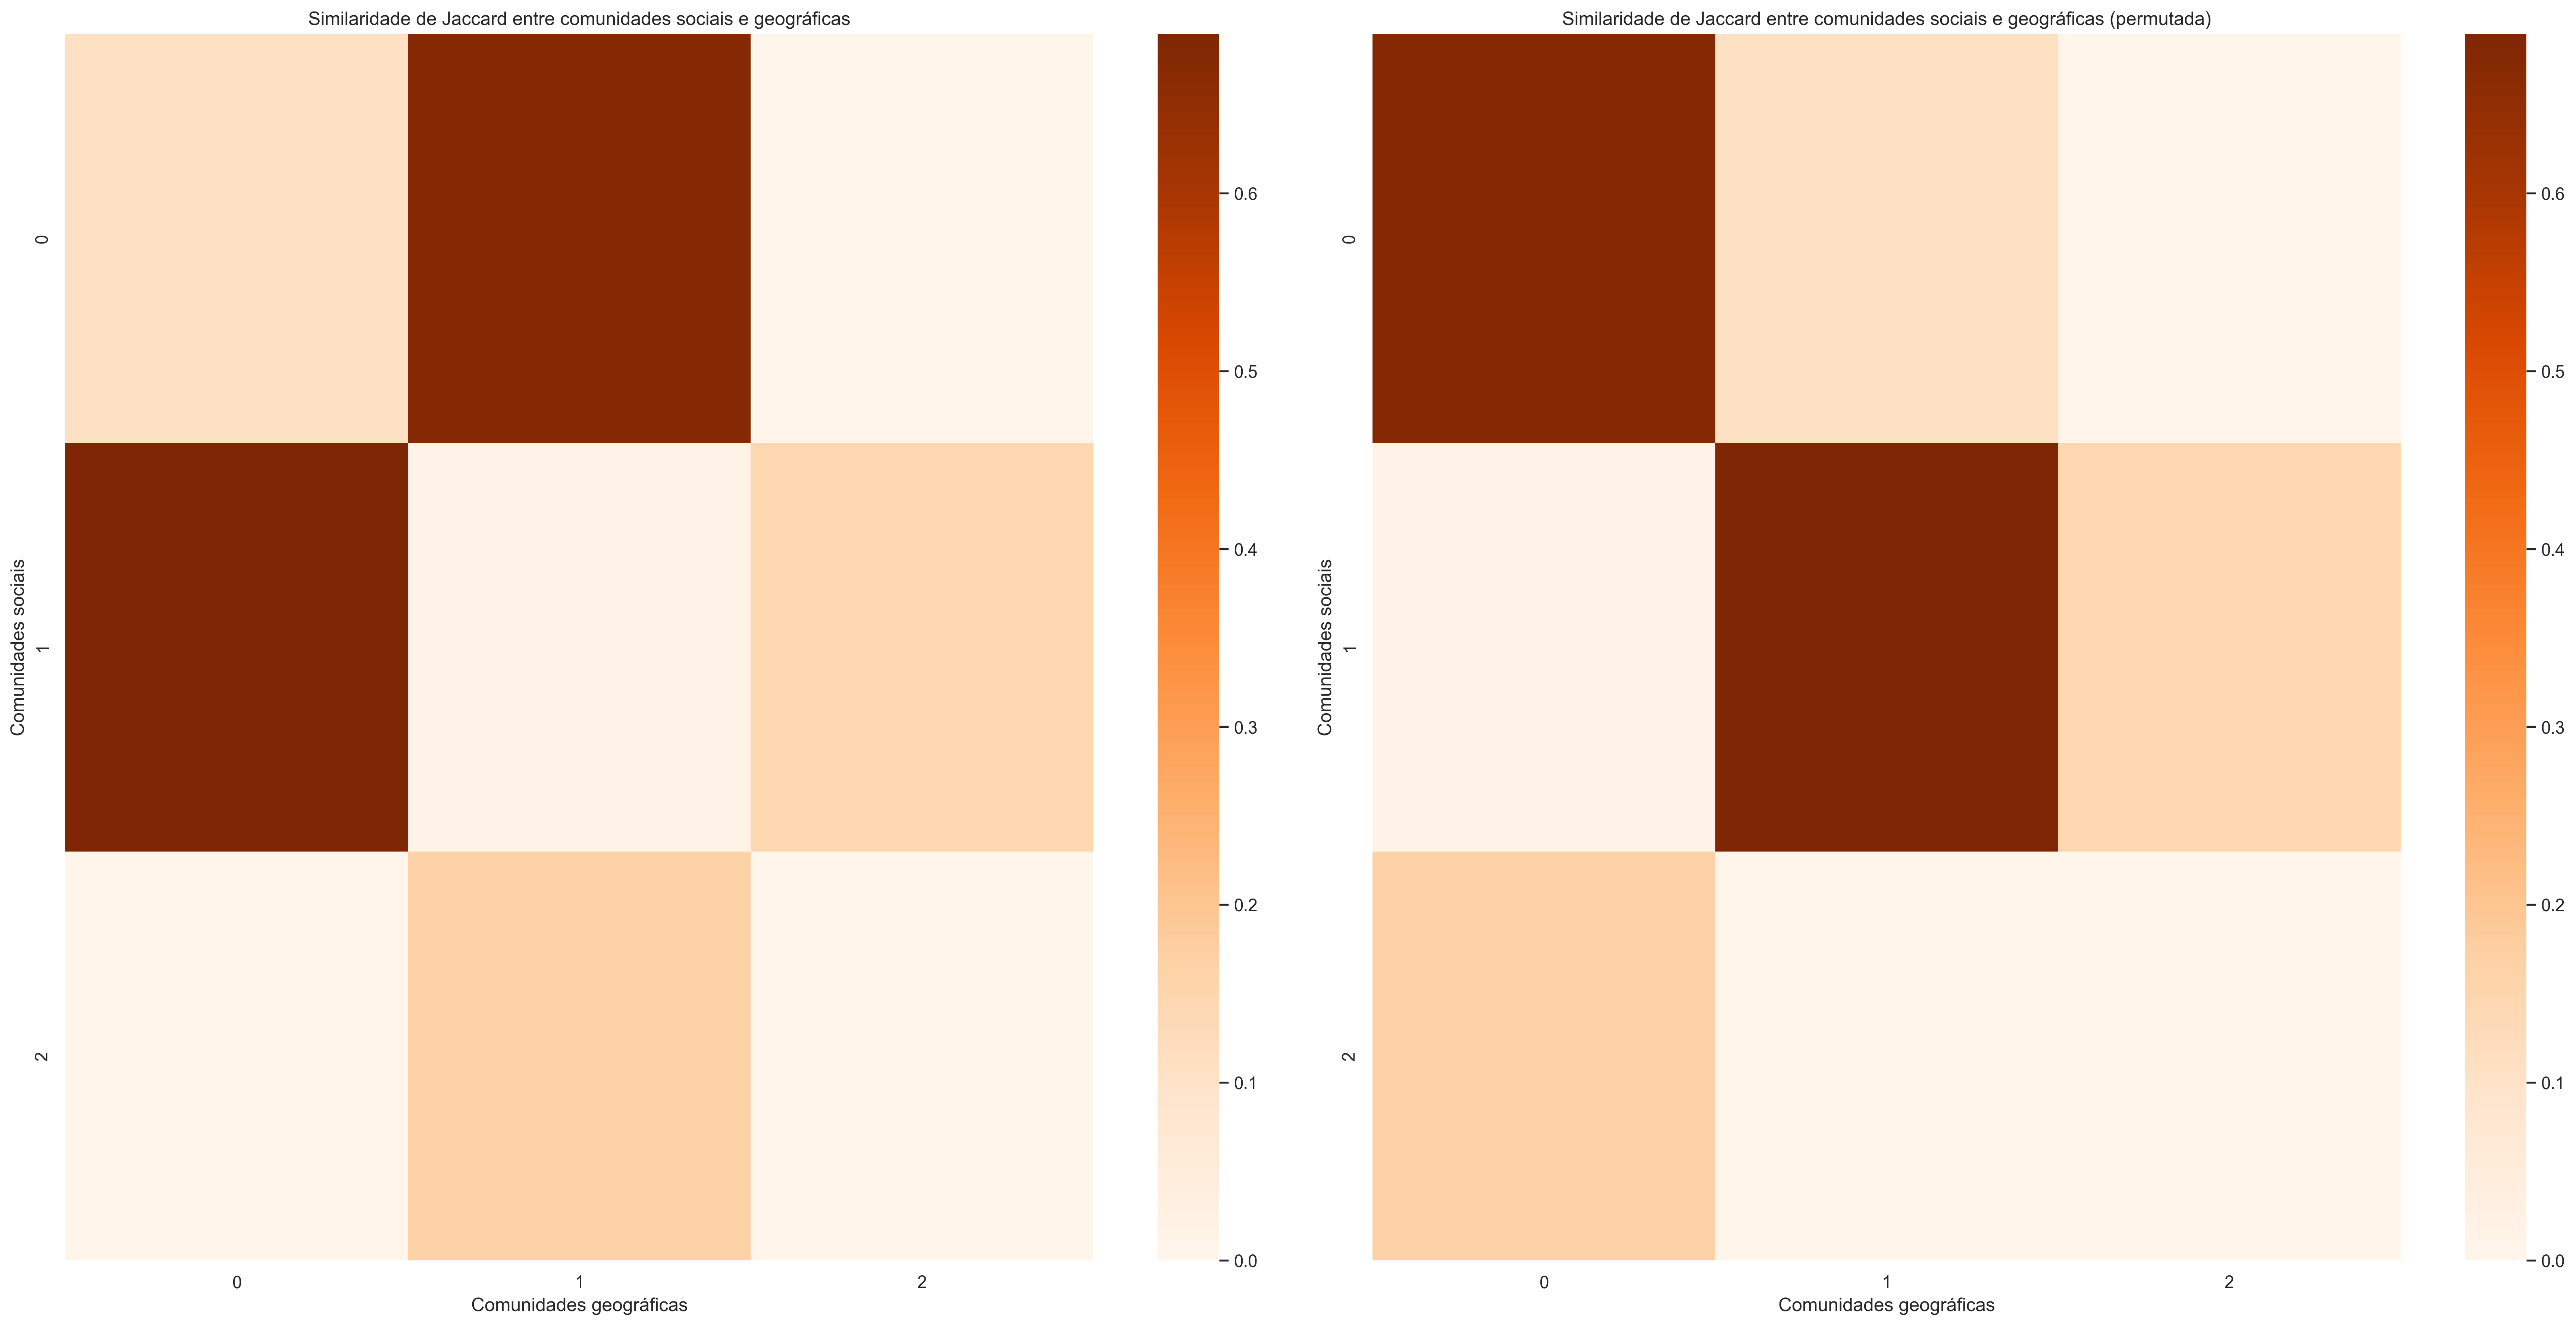 Similaridade de Jaccard entre comunidades sociais e geográficas
Comunidades sociais
0
1
2
0 1 2
Comunidades geográficas
0.6
0.5
0.4
0.3
0.2
0.1
0.0
Similaridade de Jaccard entre comunidades sociais e geográficas (permutada)
Comunidades sociais
0
1
2
0 1 2
Comunidades geográficas
0.6
0.5
0.4
0.3
0.2
0.1
0.0